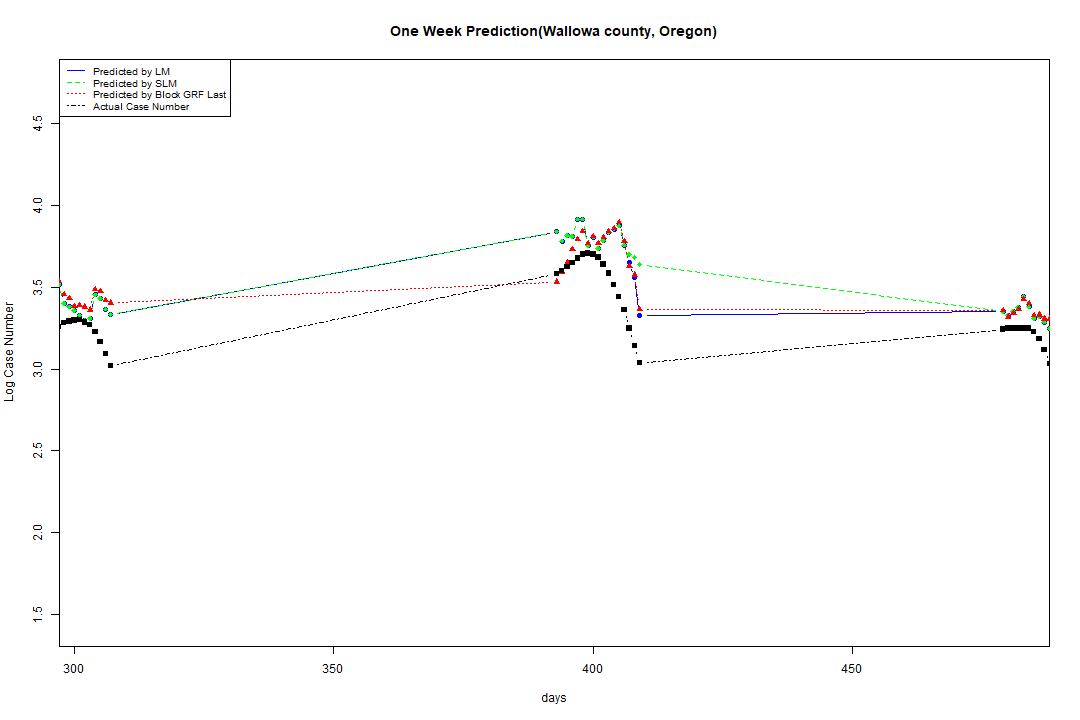 One Week Prediction(Wallowa county, Oregon)
Predicted by LM
Predicted by SLM
Predicted by Block GRF Last
Actual Case Number
4.5
4.0
3.5
3.0
2.5
2.0
1.5
Log Case Number
300
350
400
450
days